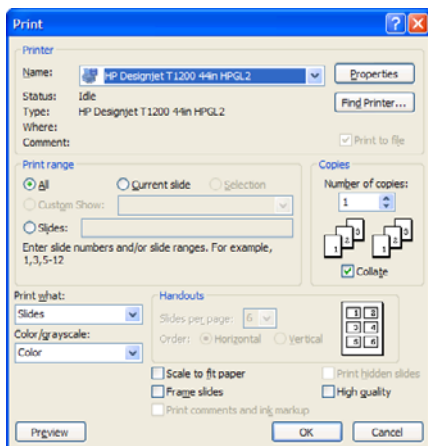 Print
Printer
Name: HP Designjet T1200 44in HPGL2 Properties
Status: Idle Find Printer...
Type: HP Designjet T1200 44in HPGL2
Where:
Comment: Print to file
Print range Copies
All Current slide Selection Number of copies:
Custom Show: 1
Slides:
Enter slide numbers and/or slide ranges. For example,
1,3,5-12
Collate
Print what: Handouts
Slides Slides per page: 6
Color/grayscale: Order: Horizontal Vertical
Color
Scale to fit paper Print hidden slides
Frame slides High quality
Print comments and ink markup
Preview OK Cancel